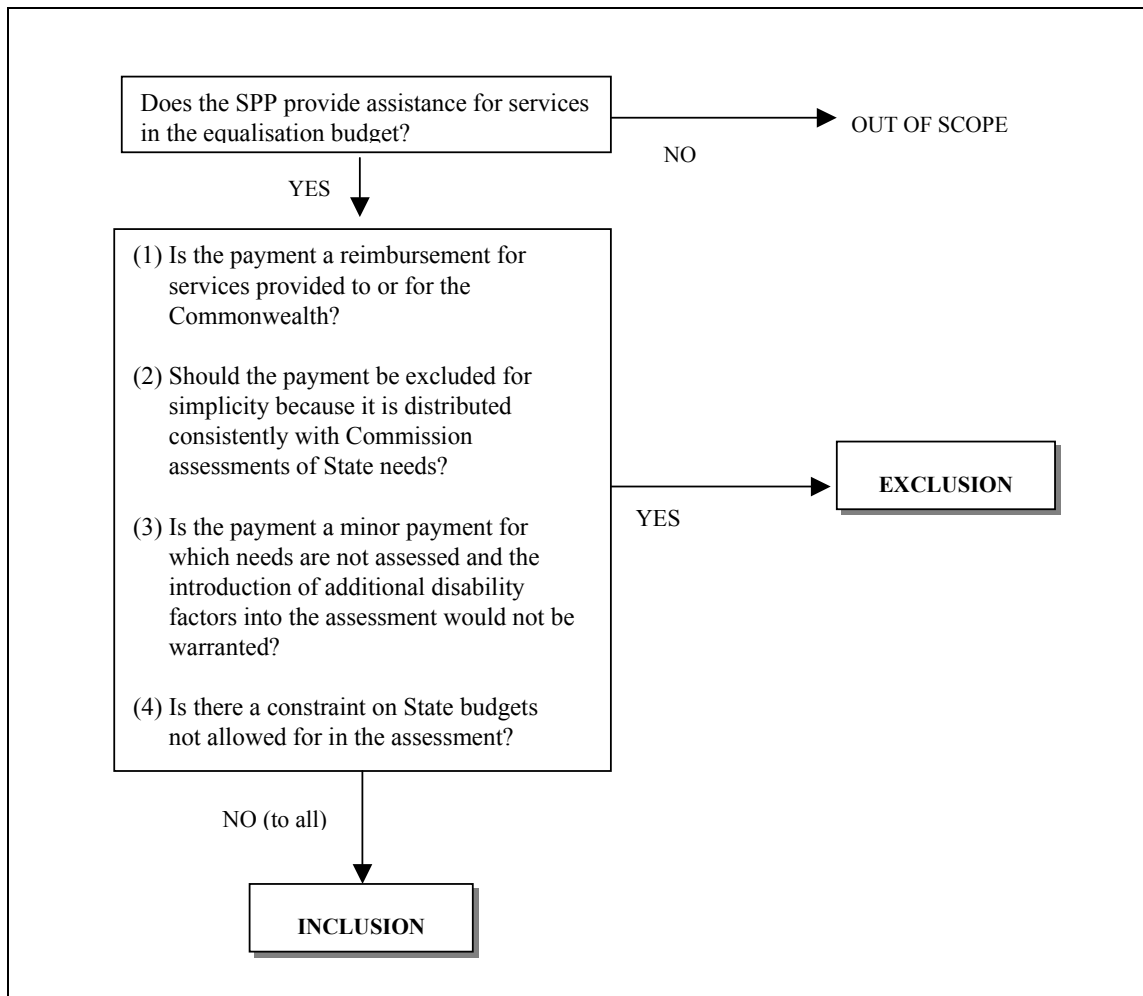 Does the SPP provide assistance for services
in the equalisation budget?
OUT OF SCOPE
NO
YES
(1) Is the payment a reimbursement for
services provided to or for the
Commonwealth?
(2) Should the payment be excluded for
simplicity because it is distributed
consistently with Commission
assessments of State needs?
(3) Is the payment a minor payment for
which needs are not assessed and the
introduction of additional disability
factors into the assessment would not be
warranted?
(4) Is there a constraint on State budgets
not allowed for in the assessment?
YES
EXCLUSION
NO (to all)
INCLUSION